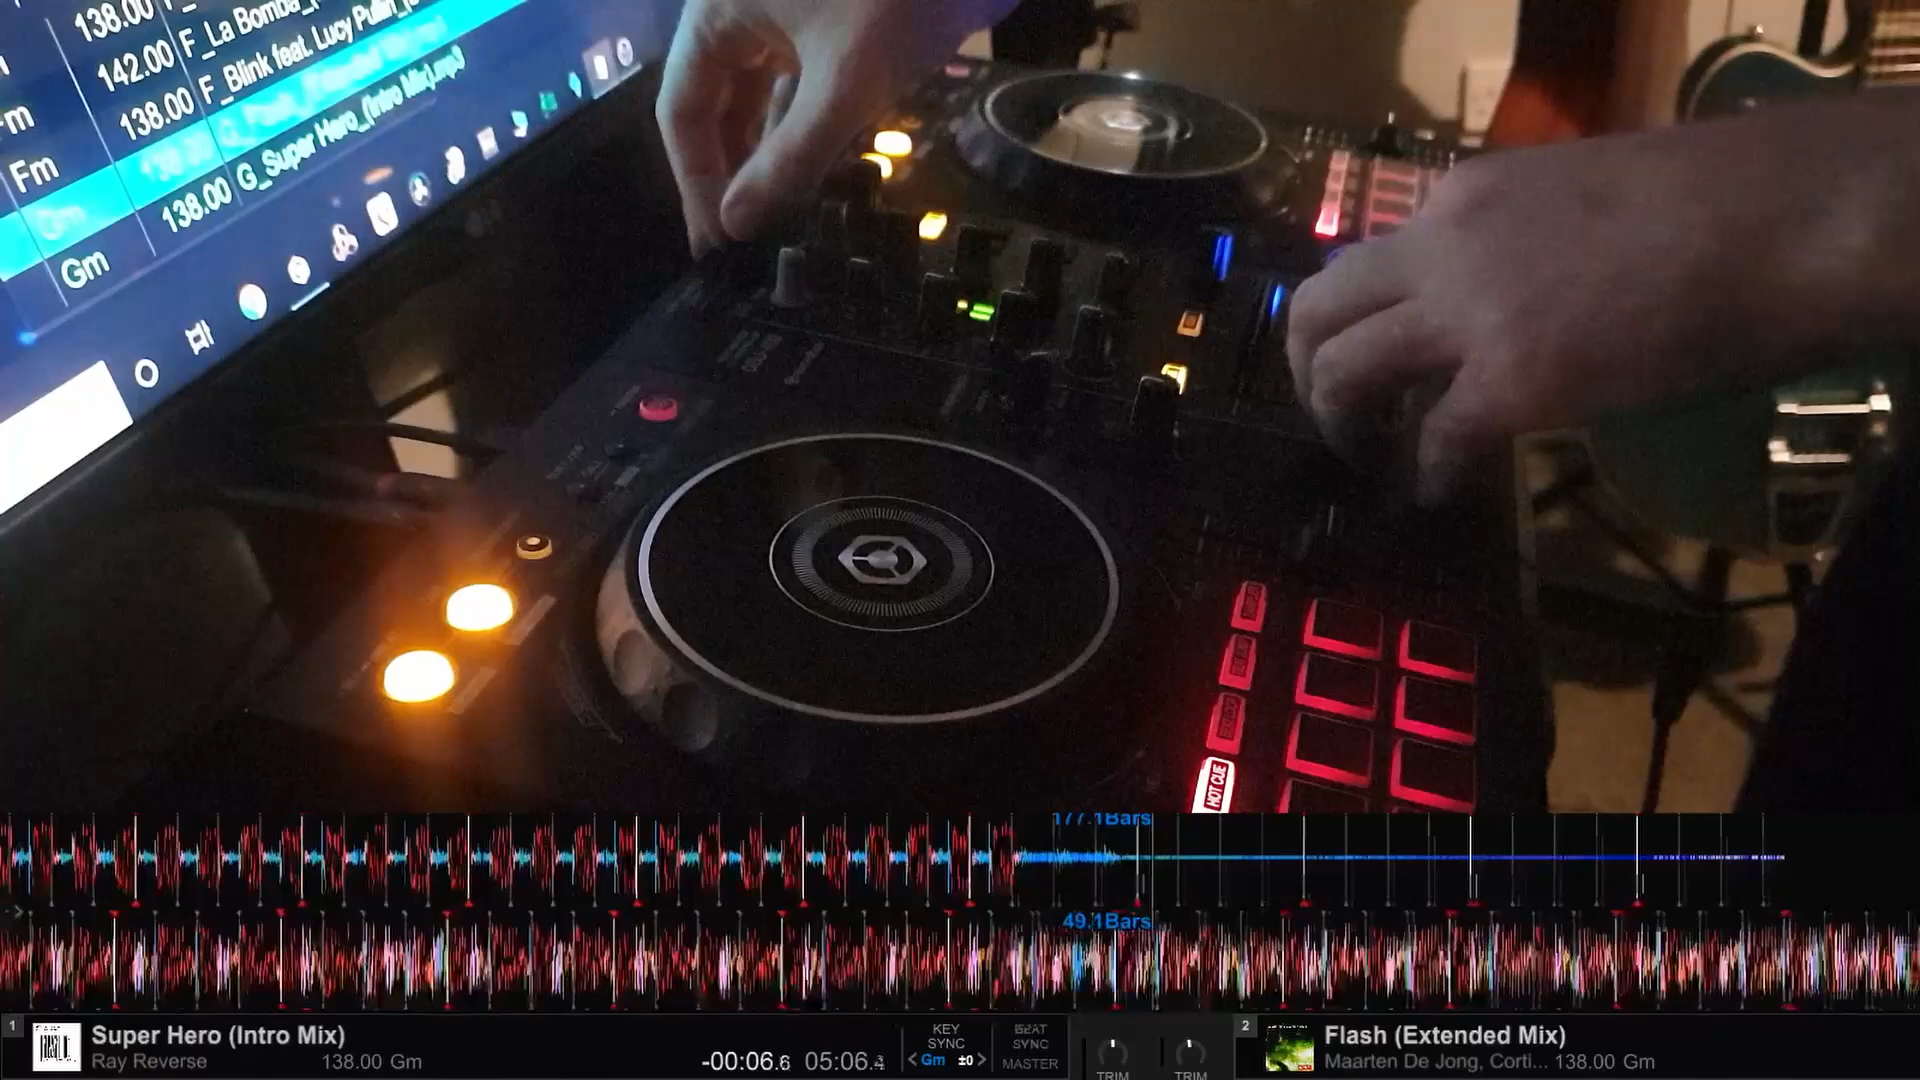 138.00
142.00 F_La Bomba_
138.00 F_Blink feat. Lucy Pullin_
Fm
Gm
138.00 G_Super Hero_(Intro Mix).mp3
Gm
HOT CUE
177.1Bars
49.1Bars
1
Super Hero (Intro Mix)
Ray Reverse 138.00 Gm
-00:06.6 05:06.
KEY
SYNC
< Gm ±0 >
BEAT
SYNC
MASTER
TRIM
TRIM
2
Flash (Extended Mix)
Maarten De Jong, Corti... 138.00 Gm